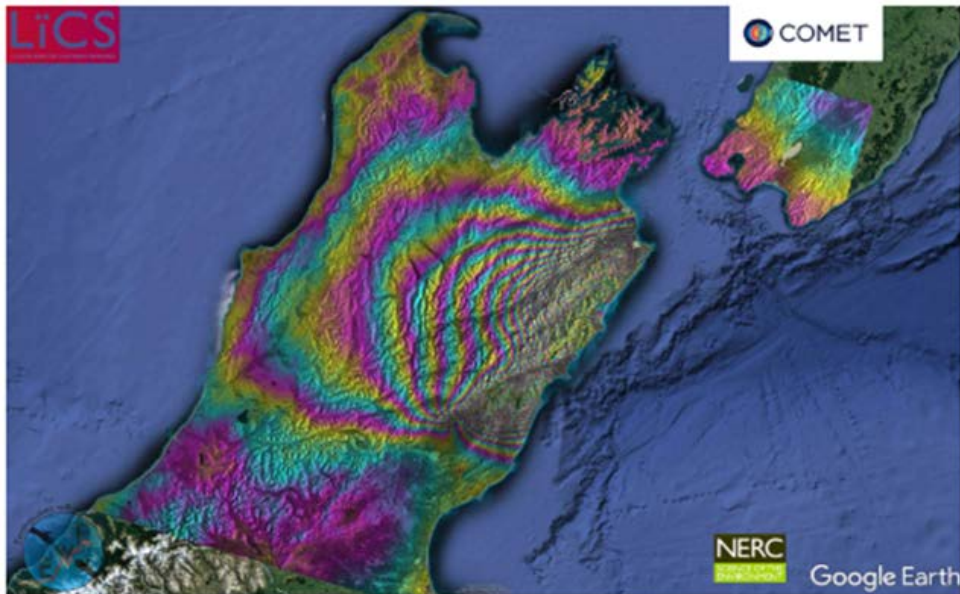 LiCS
COMET
NERC
SCIENCE OF THE
ENVIRONMENT
Google Earth